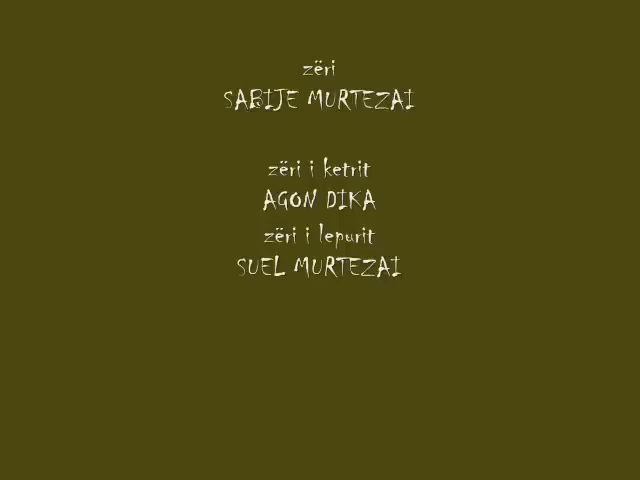 zëri
SABIJE MURTEZAI
zëri i ketrit
AGON DIKA
zëri i lepurit
SUEL MURTEZAI